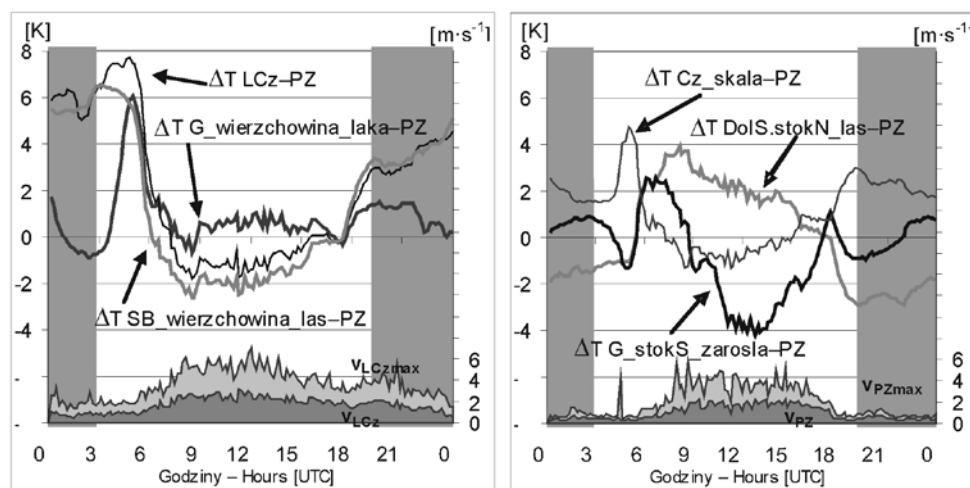 [K]
[m·s⁻¹]
8
6
4
2
0
-2
-4
-
-
6
4
2
0
ΔT LCz–PZ
ΔT G_wierzchowina_laka–PZ
ΔT SB_wierzchowina_las–PZ
vLCzmax
vLCz
0 3 6 9 12 15 18 21 0
Godziny – Hours [UTC]
[K]
[m·s⁻¹]
8
6
4
2
0
-2
-4
-
-
6
4
2
0
ΔT Cz_skala–PZ
ΔT DolS.stokN_las–PZ
ΔT G_stokS_zarosla–PZ
vPZmax
vPZ
0 3 6 9 12 15 18 21 0
Godziny – Hours [UTC]